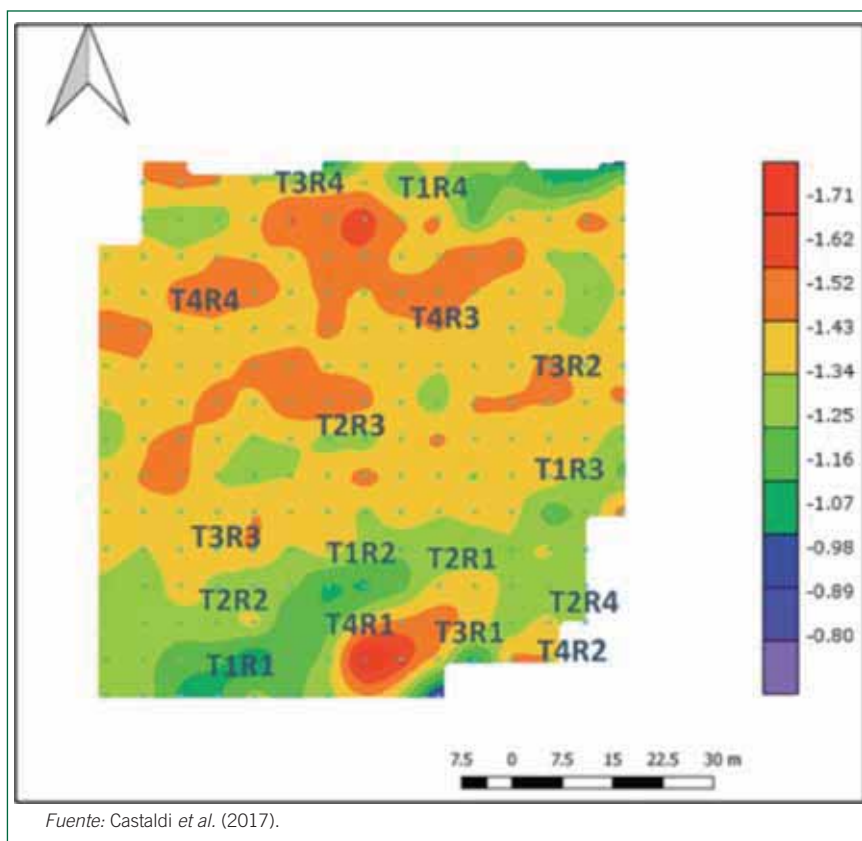 T3R4
T1R4
T4R4
T4R3
T3R2
T2R3
T1R3
T3R3
T1R2
T2R1
T2R2
T2R4
T4R1
T3R1
T4R2
T1R1
-1.71
-1.62
-1.52
-1.43
-1.34
-1.25
-1.16
-1.07
-0.98
-0.89
-0.80
7.5 0 7.5 15 22.5 30 m
Fuente: Castaldi et al. (2017).